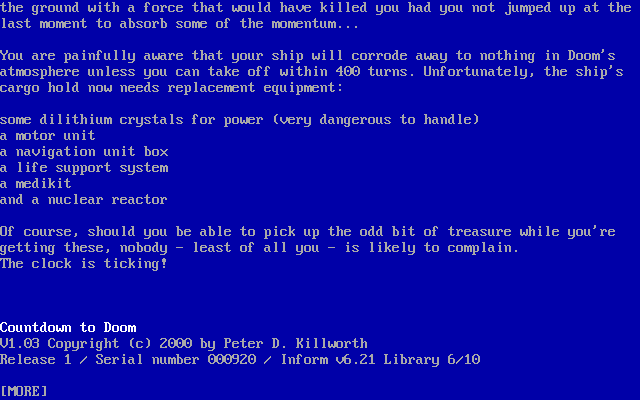 the ground with a force that would have killed you had you not jumped up at the
last moment to absorb some of the momentum...
You are painfully aware that your ship will corrode away to nothing in Doom's
atmosphere unless you can take off within 400 turns. Unfortunately, the ship's
cargo hold now needs replacement equipment:
some dilithium crystals for power (very dangerous to handle)
a motor unit
a navigation unit box
a life support system
a medikit
and a nuclear reactor
Of course, should you be able to pick up the odd bit of treasure while you're
getting these, nobody - least of all you - is likely to complain.
The clock is ticking!
Countdown to Doom
V1.03 Copyright (c) 2000 by Peter D. Killworth
Release 1 / Serial number 000920 / Inform v6.21 Library 6/10
[MORE]